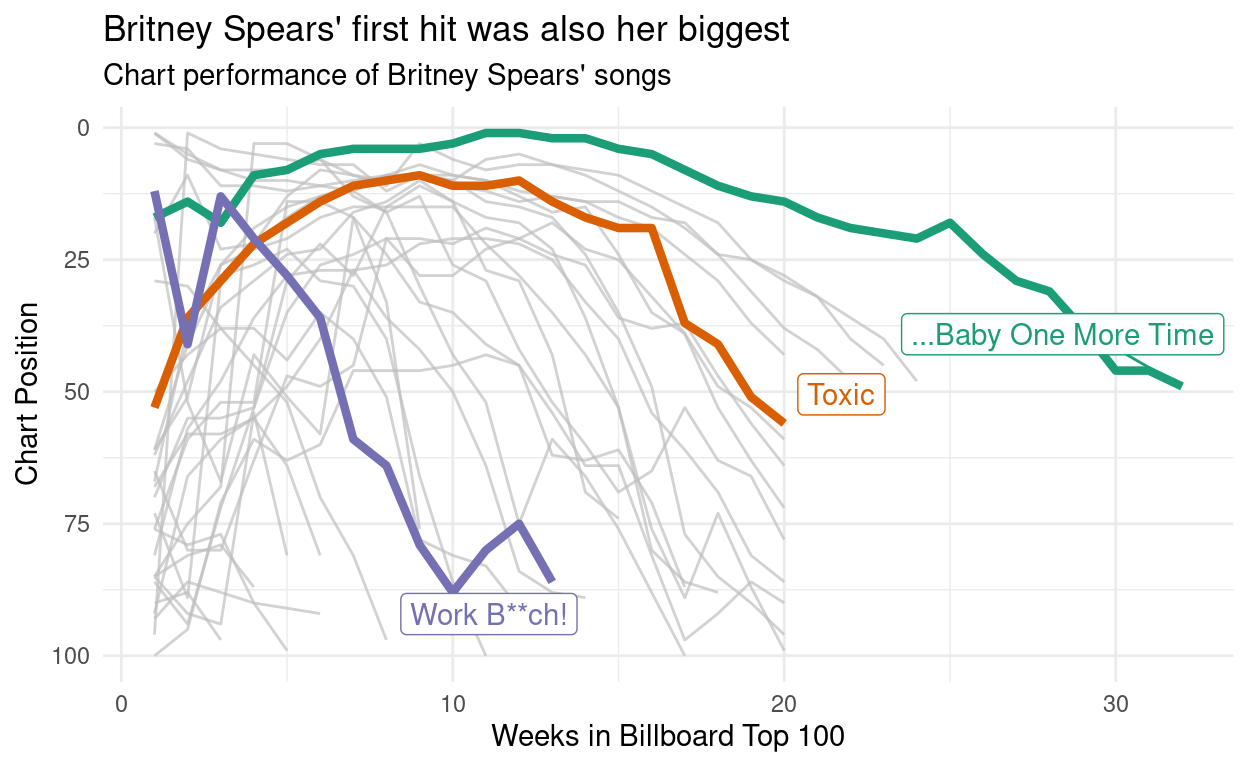 Britney Spears' first hit was also her biggest
Chart performance of Britney Spears' songs
Chart Position
0
25
50
75
100
...Baby One More Time
Toxic
Work B**ch!
0
10
20
30
Weeks in Billboard Top 100